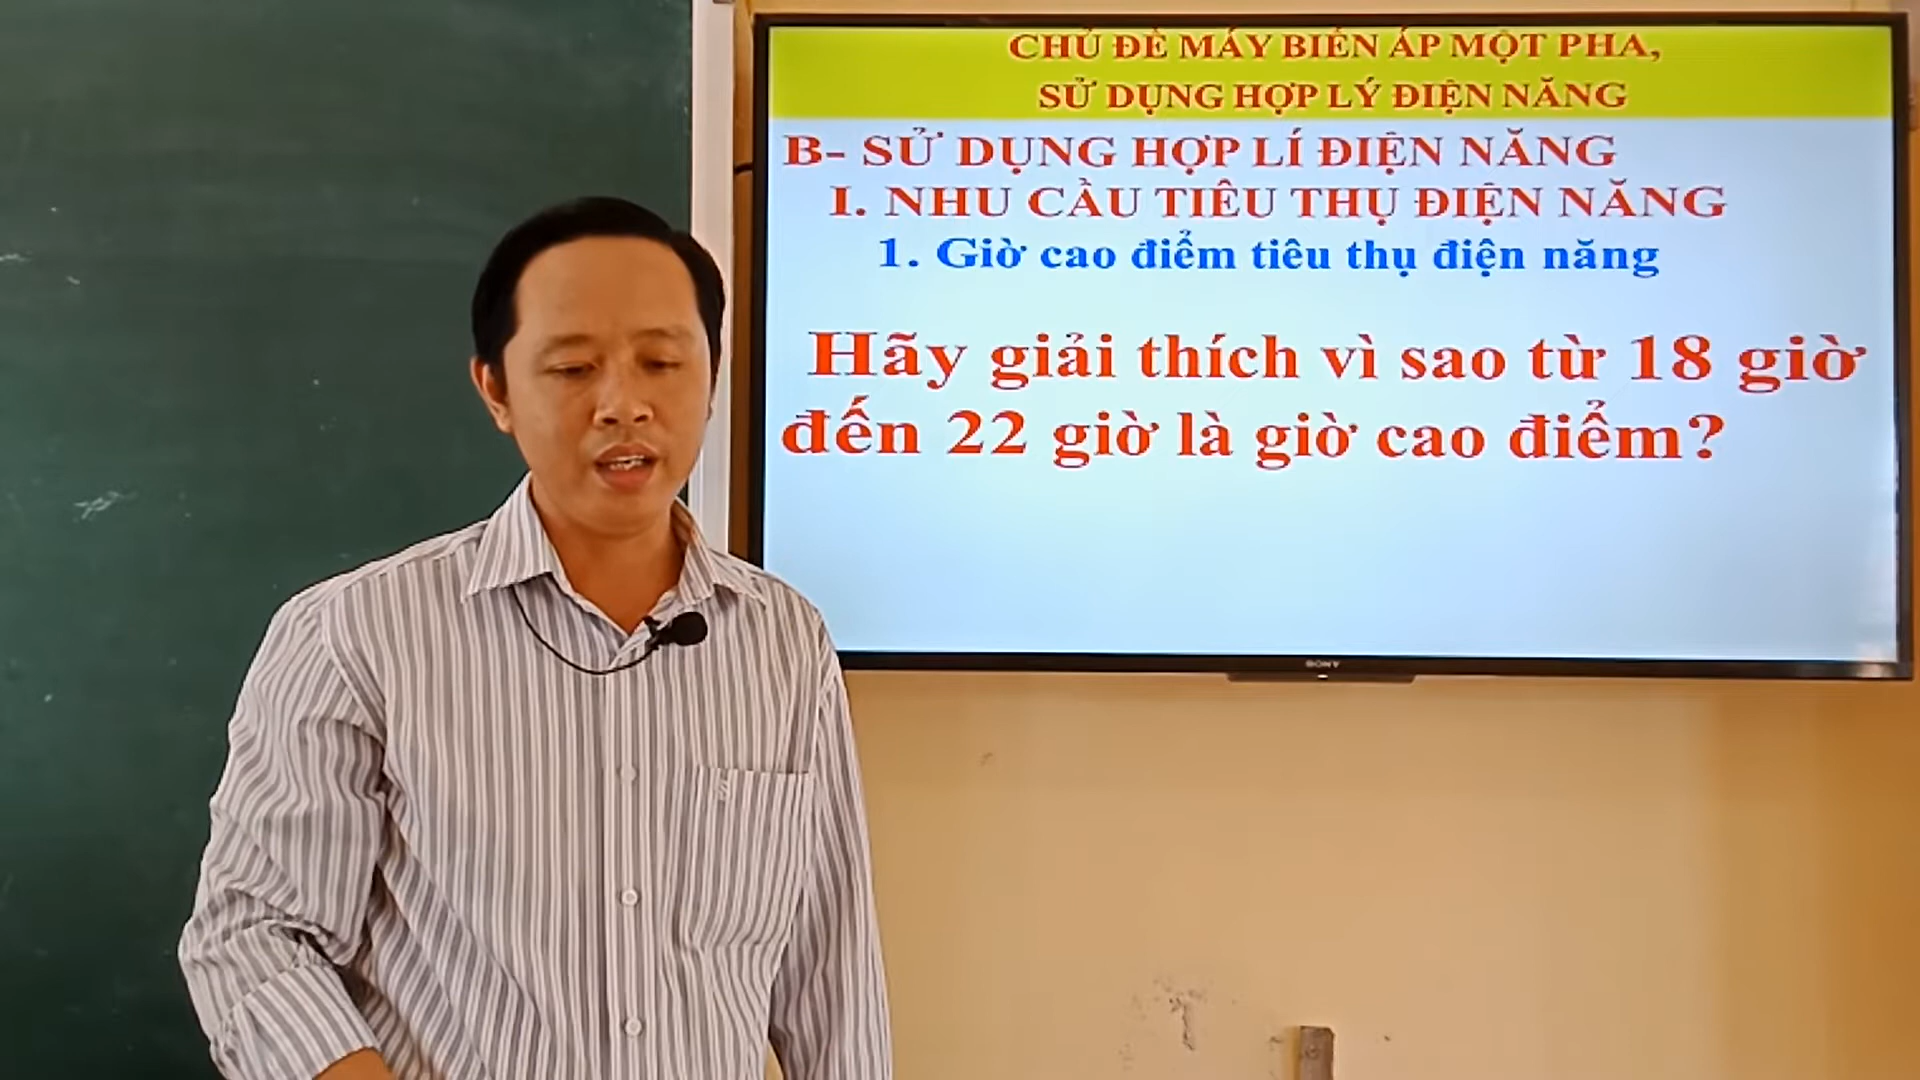 CHỦ ĐỀ MÁY BIẾN ÁP MỘT PHA,
SỬ DỤNG HỢP LÝ ĐIỆN NĂNG
B- SỬ DỤNG HỢP LÍ ĐIỆN NĂNG
I. NHU CẦU TIÊU THỤ ĐIỆN NĂNG
1. Giờ cao điểm tiêu thụ điện năng
Hãy giải thích vì sao từ 18 giờ
đến 22 giờ là giờ cao điểm?
SONY